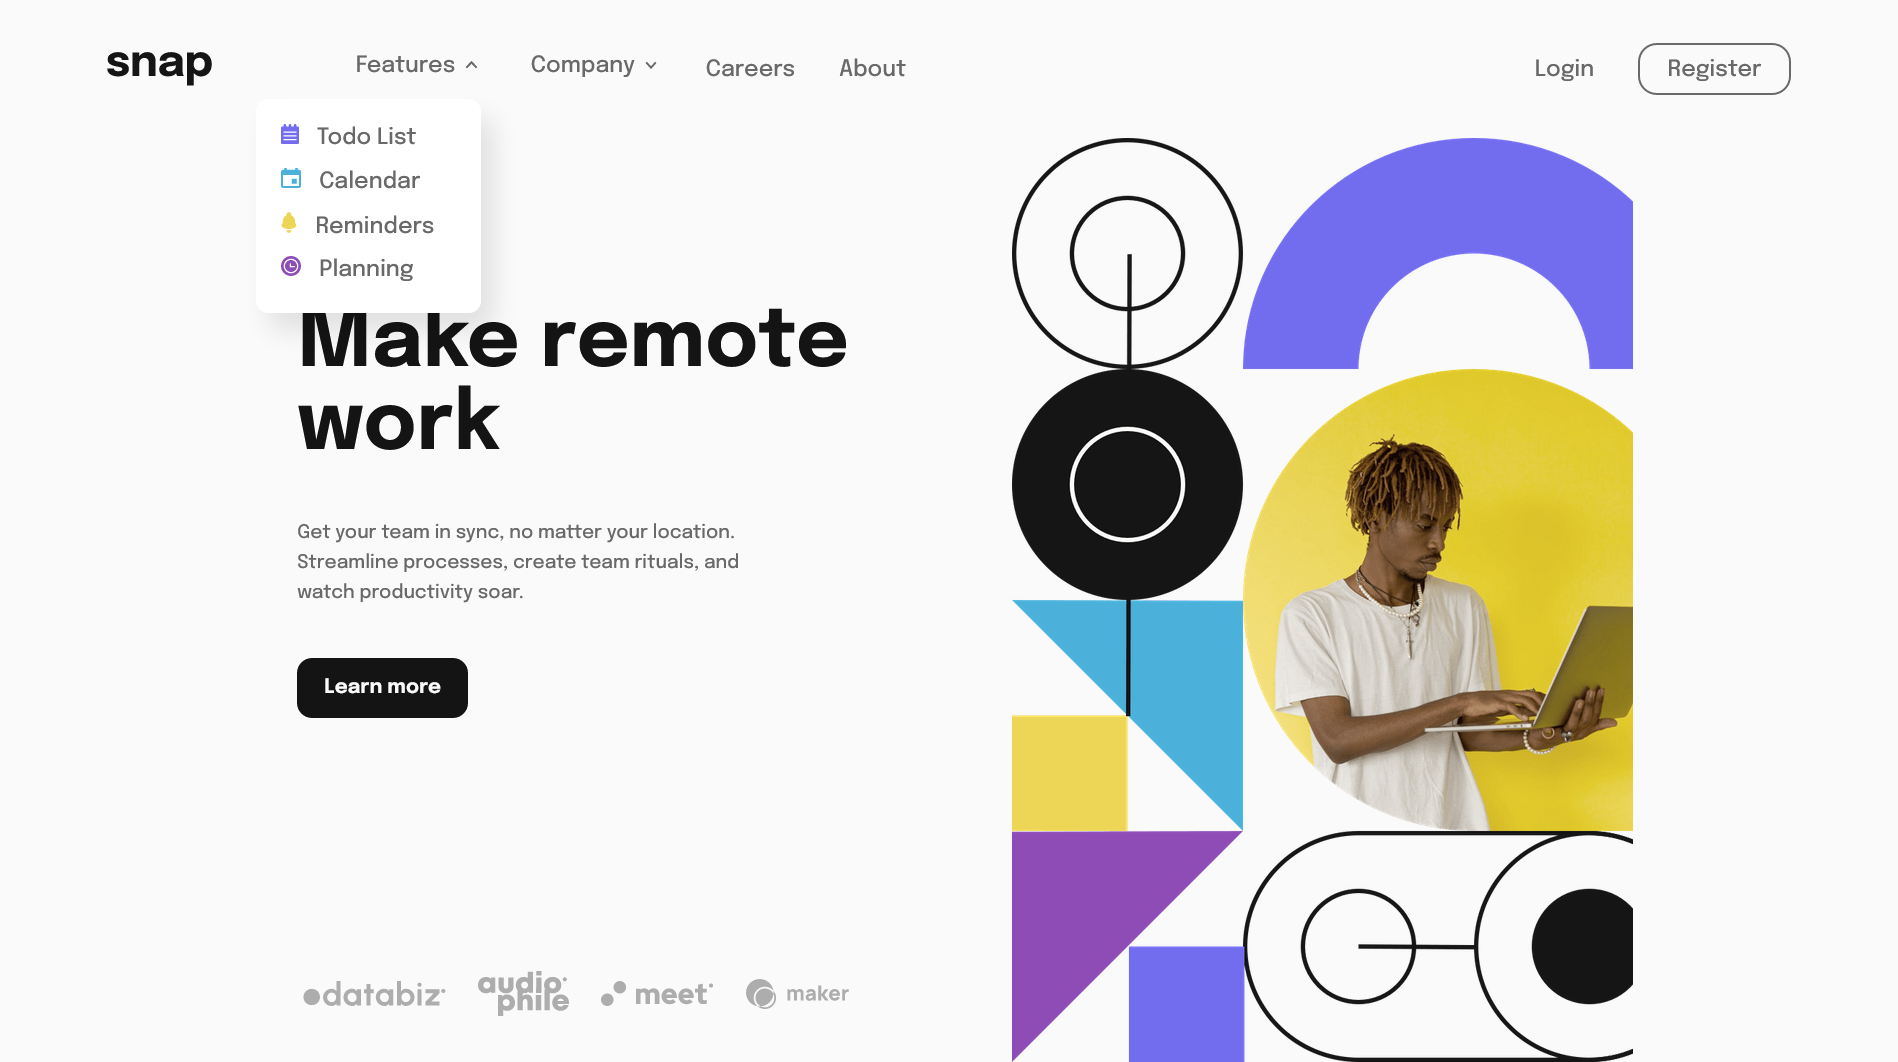 snap
Features
Company
Careers
About
Login
Register
Todo List
Calendar
Reminders
Planning
Make remote
work
Get your team in sync, no matter your location.
Streamline processes, create team rituals, and
watch productivity soar.
Learn more
databiz
audio
phile
meet
maker